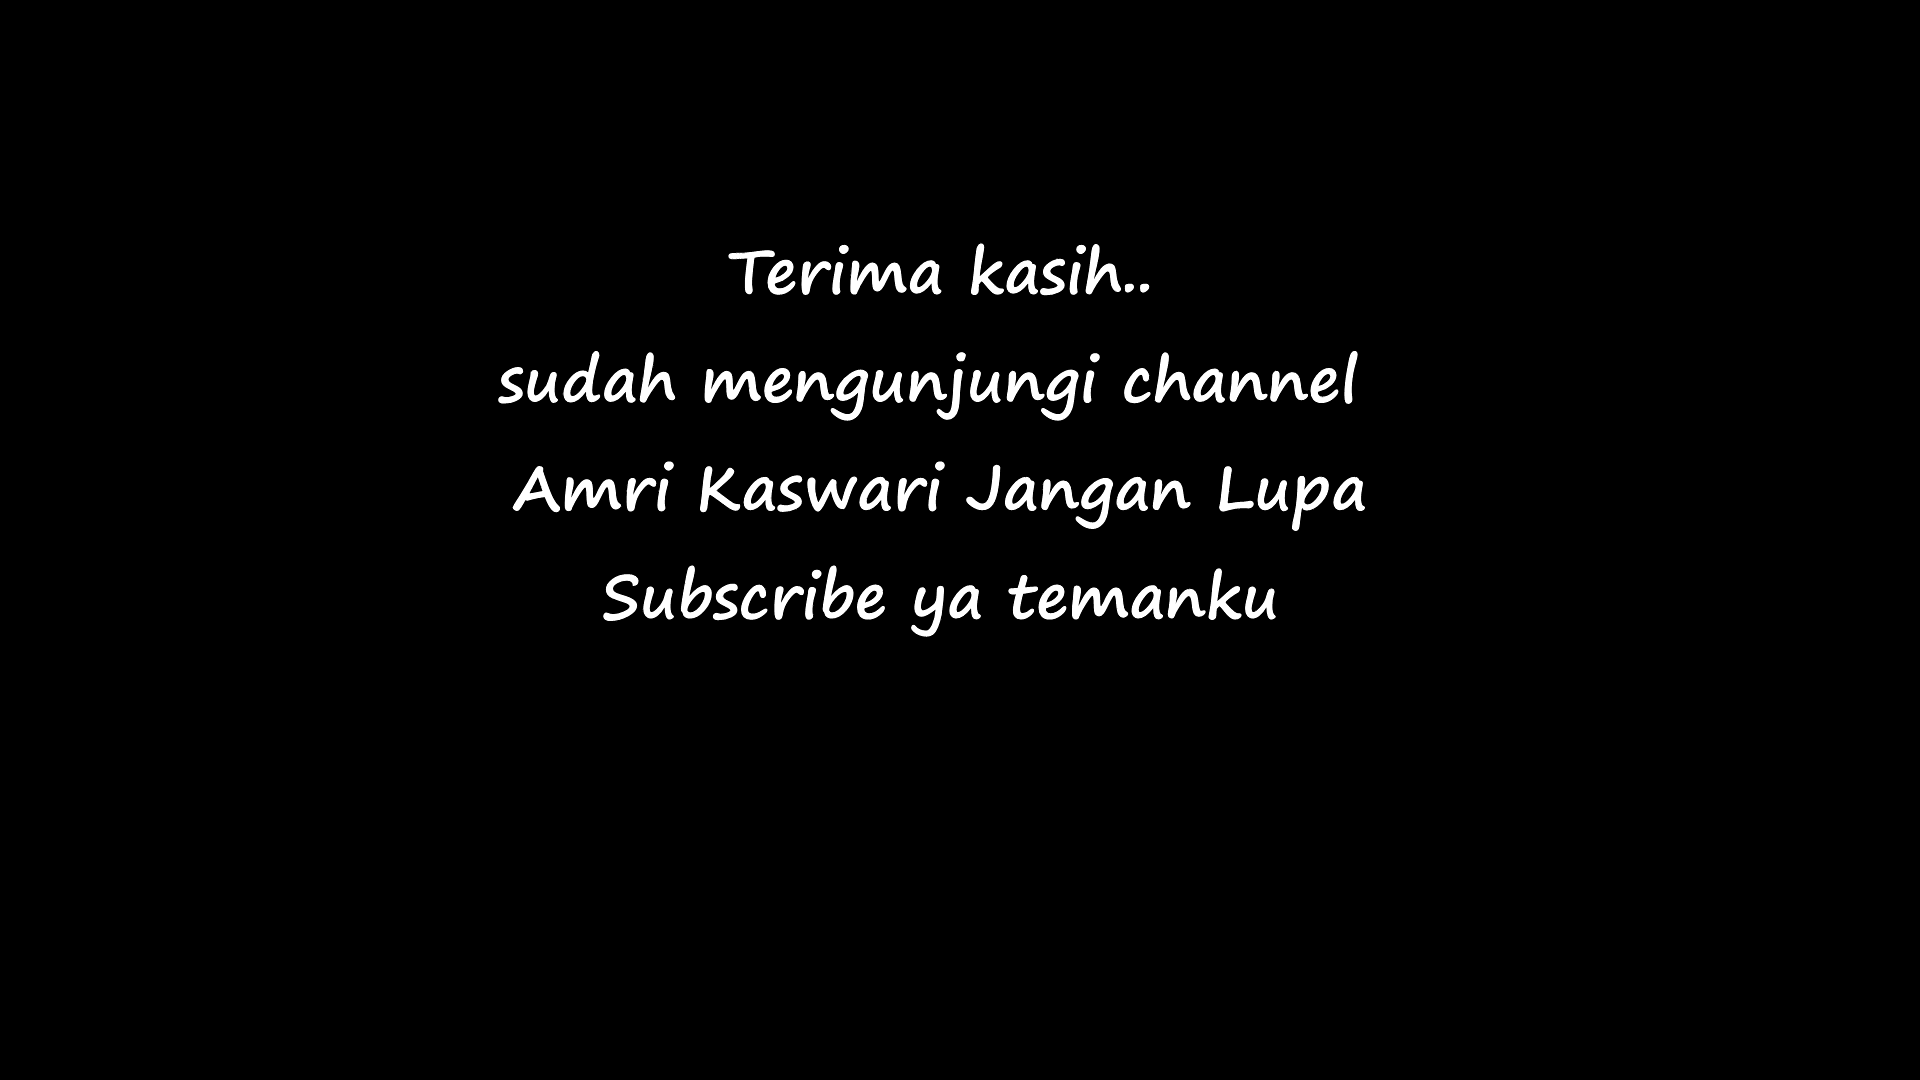 Terima kasih..
sudah mengunjungi channel
Amri Kaswari Jangan Lupa
Subscribe ya temanku